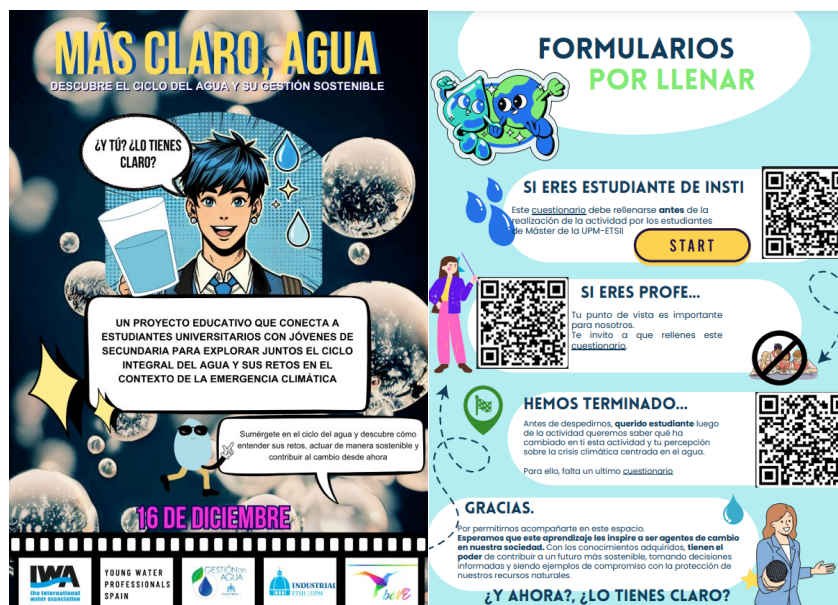 MÁS CLARO, AGUA
DESCUBRE EL CICLO DEL AGUA Y SU GESTIÓN SOSTENIBLE
¿Y TÚ? ¿LO TIENES
CLARO?
UN PROYECTO EDUCATIVO QUE CONECTA A
ESTUDIANTES UNIVERSITARIOS CON JÓVENES DE
SECUNDARIA PARA EXPLORAR JUNTOS EL CICLO
INTEGRAL DEL AGUA Y SUS RETOS EN EL
CONTEXTO DE LA EMERGENCIA CLIMÁTICA
Sumérgete en el ciclo del agua y descubre cómo
entender sus retos, actuar de manera sostenible y
contribuir al cambio desde ahora
16 DE DICIEMBRE
IWA
the international
water association
YOUNG WATER
PROFESSIONALS
SPAIN
GESTIÓN DEL
AGUA
INDUSTRIAL
ETSII | UPM
FORMULARIOS
POR LLENAR
SI ERES ESTUDIANTE DE INSTI
Este cuestionario debe rellenarse antes de la
realización de la actividad por los estudiantes
de Máster de la UPM-ETSII
START
SI ERES PROFE...
Tu punto de vista es importante
para nosotros.
Te invito a que rellenes este
cuestionario.
HEMOS TERMINADO...
Antes de despedirnos, querido estudiante luego
de la actividad queremos saber qué ha
cambiado en ti esta actividad y tu percepción
sobre la crisis climática centrada en el agua.
Para ello, falta un ultimo cuestionario
GRACIAS.
Por permitirnos acompañarte en este espacio.
Esperamos que este aprendizaje les inspire a ser agentes de cambio
en nuestra sociedad. Con los conocimientos adquiridos, tienen el
poder de contribuir a un futuro más sostenible, tomando decisiones
informadas y siendo ejemplos de compromiso con la protección de
nuestros recursos naturales.
¿Y AHORA?, ¿LO TIENES CLARO?